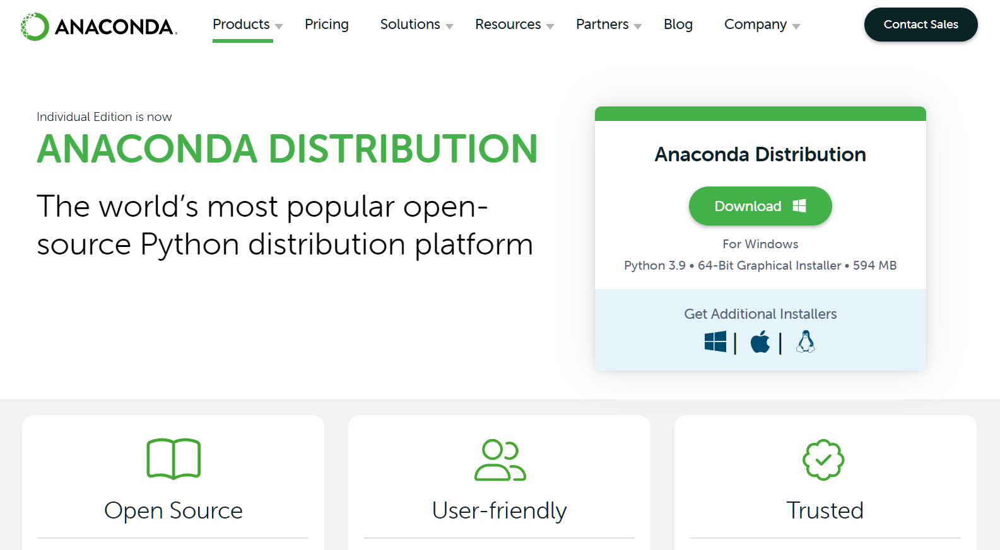 ANACONDA
Products
Pricing
Solutions
Resources
Partners
Blog
Company
Contact Sales
Individual Edition is now
ANACONDA DISTRIBUTION
The world’s most popular open-
source Python distribution platform
Anaconda Distribution
Download
For Windows
Python 3.9 • 64-Bit Graphical Installer • 594 MB
Get Additional Installers
Open Source
User-friendly
Trusted